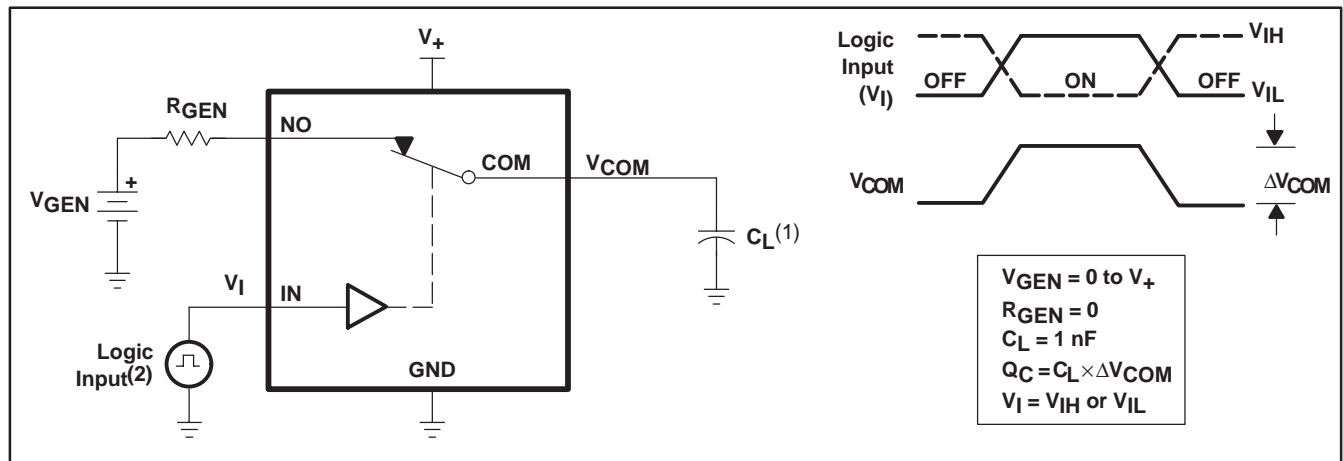 V+
RGEN
NO
COM
VCOM
VGEN
+
CL(1)
VI
IN
Logic
Input(2)
GND
Logic
Input
(VI)
VIH
OFF
ON
OFF
VIL
VCOM
ΔVCOM
VGEN = 0 to V+
RGEN = 0
CL = 1 nF
QC = CL × ΔVCOM
VI = VIH or VIL